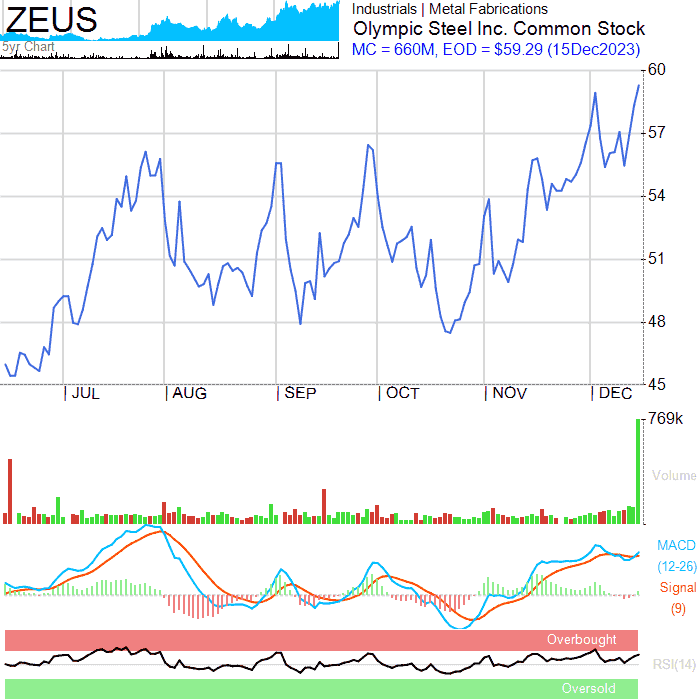 ZEUS
5yr Chart
Industrials | Metal Fabrications
Olympic Steel Inc. Common Stock
MC = 660M, EOD = $59.29 (15Dec2023)
60
57
54
51
48
45
| JUL | AUG | SEP | OCT | NOV | DEC
769k
Volume
MACD
(12-26)
Signal
(9)
Overbought
RSI(14)
Oversold